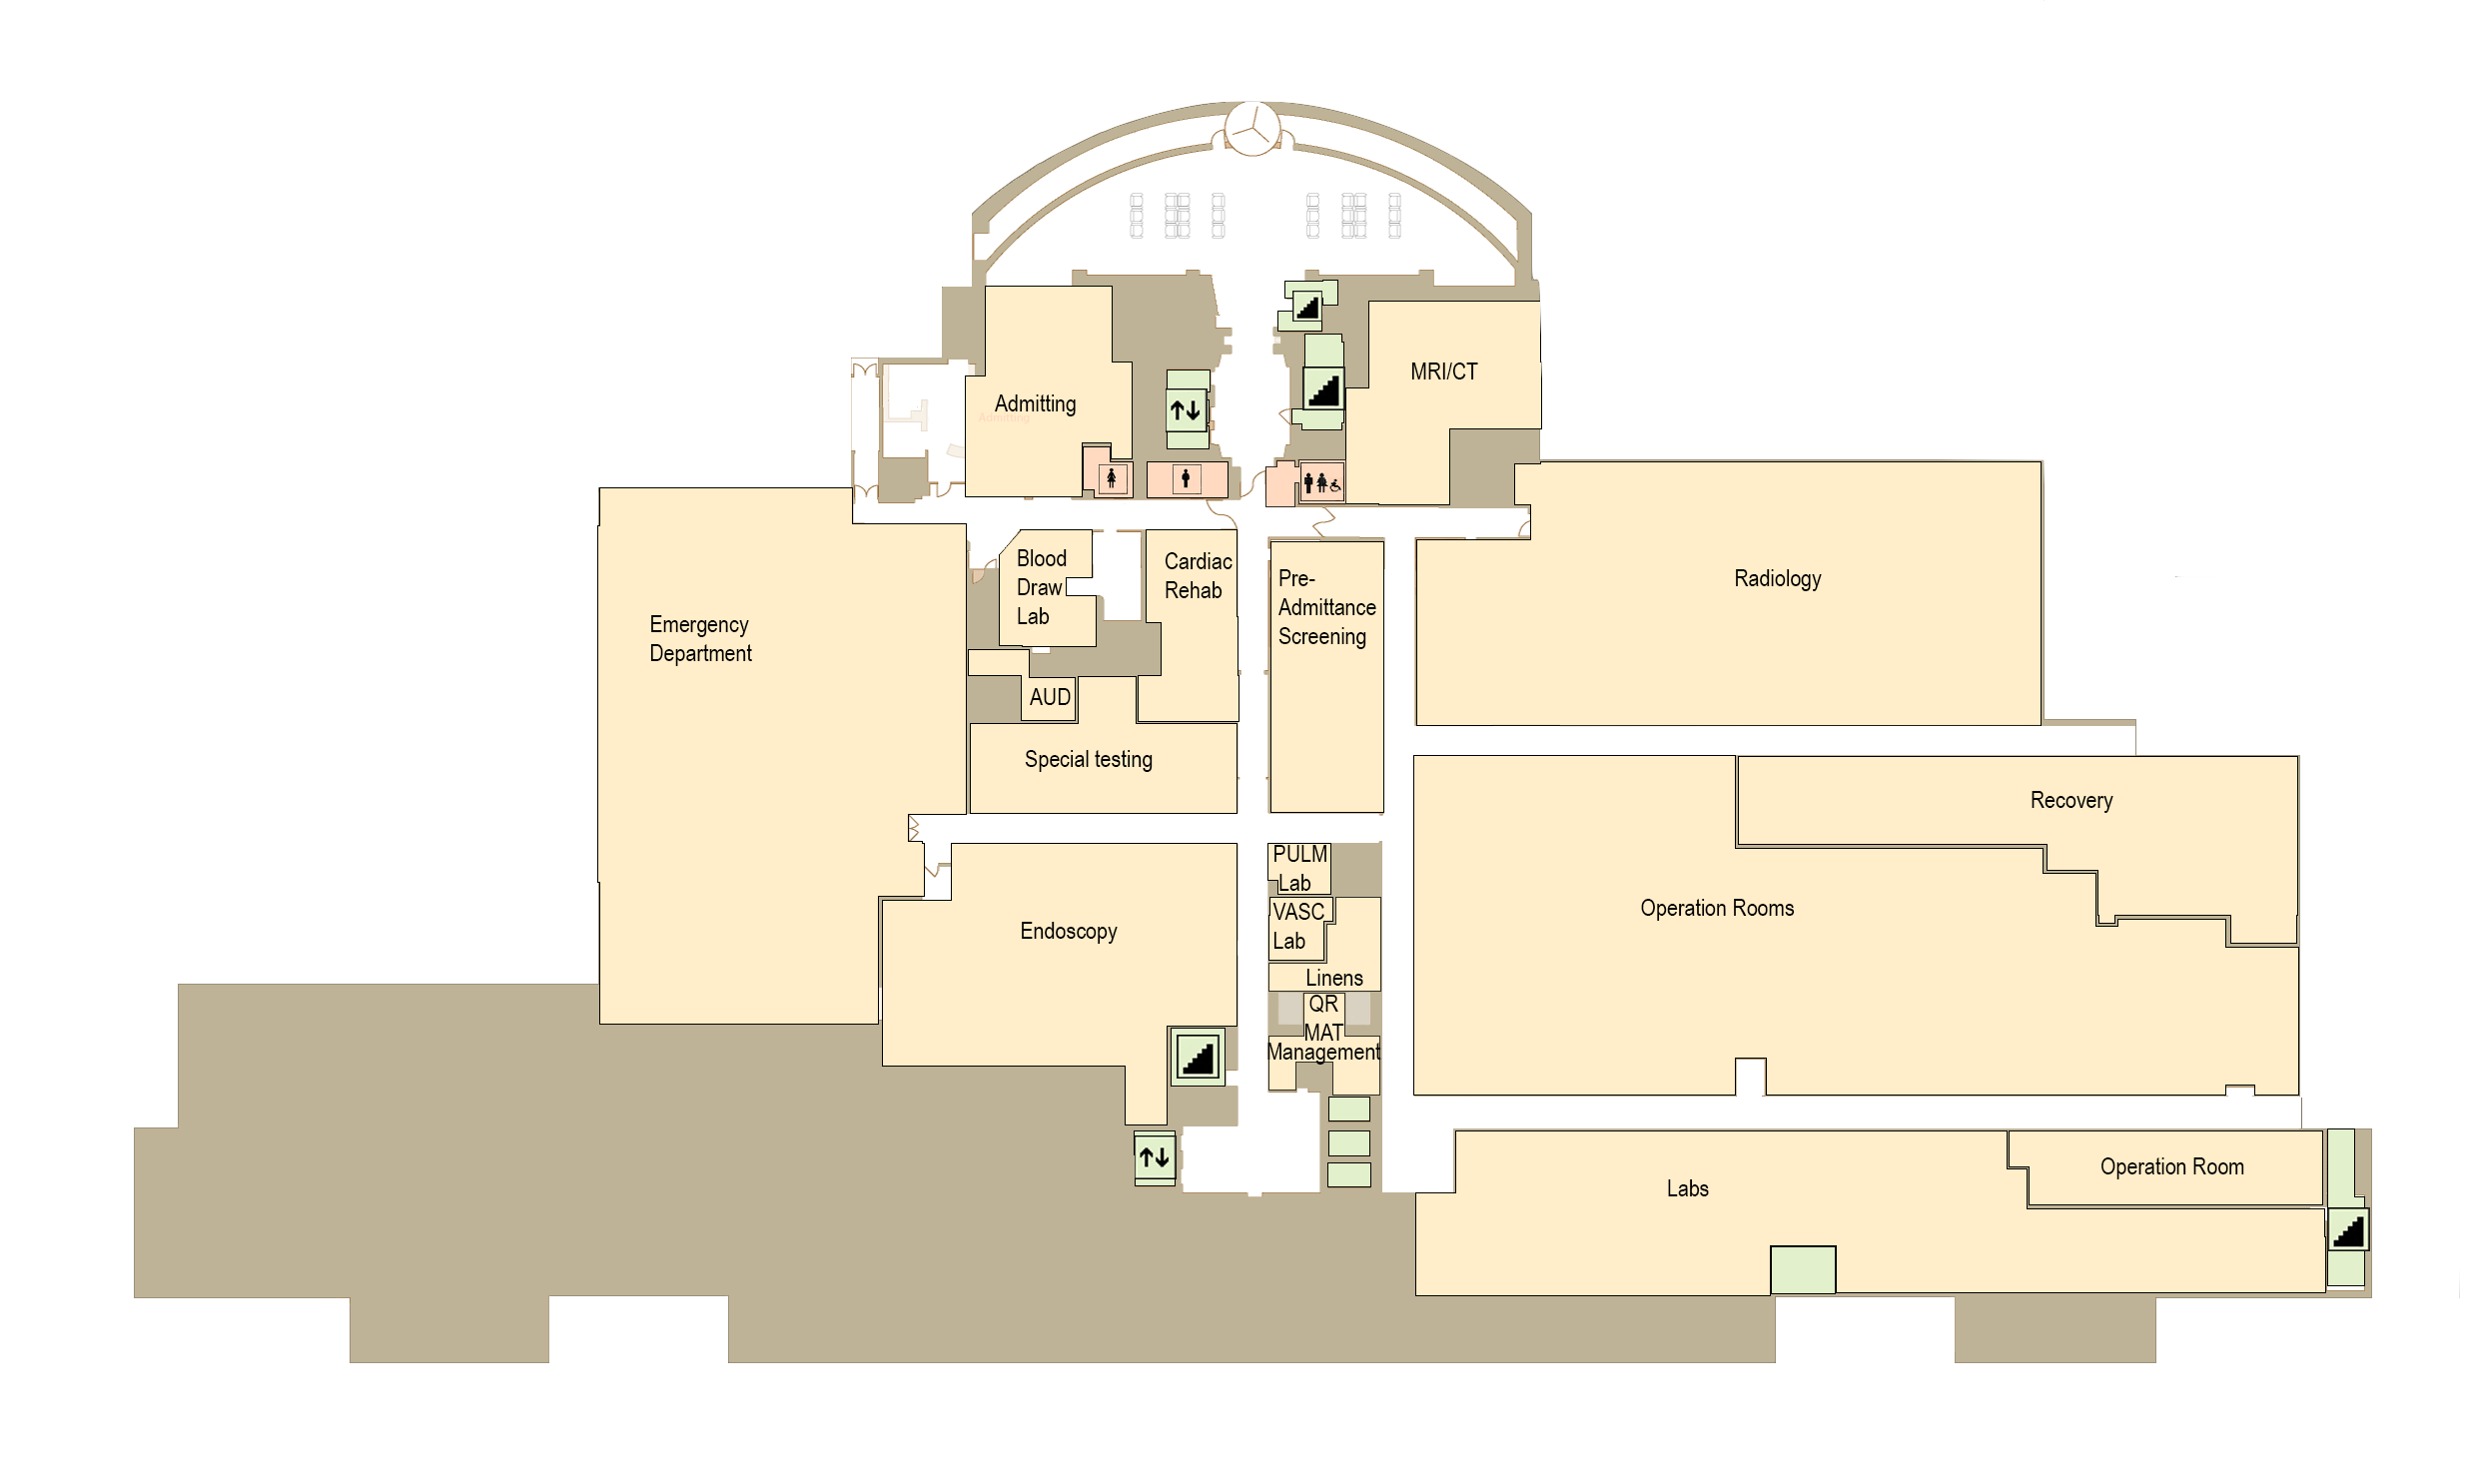 MRI/CT
Admitting
Admitting
Blood
Draw
Lab
Cardiac
Rehab
Pre-
Admittance
Screening
Radiology
Emergency
Department
AUD
Special testing
Recovery
PULM
Lab
VASC
Lab
Operation Rooms
Endoscopy
Linens
QR
MAT
Management
Operation Room
Labs